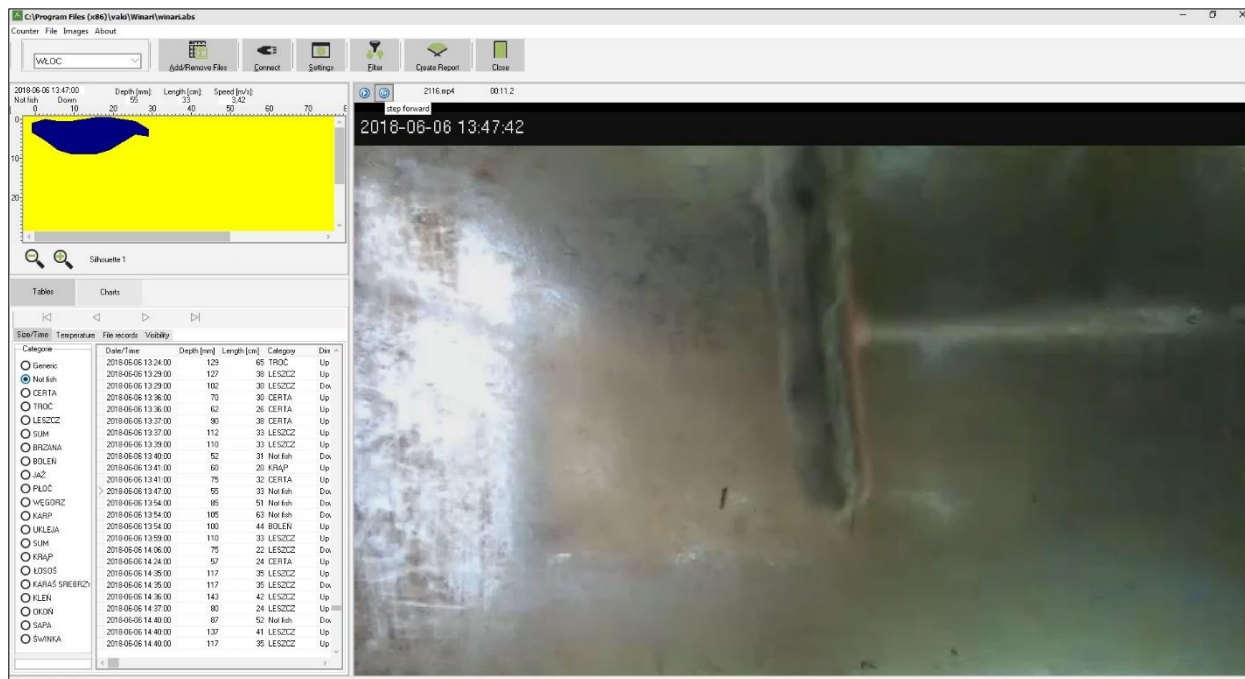 C:\Program Files (x86)\vaki\Winari\winari.abs
Counter File Images About
WŁOC
Add/Remove Files Connect Settings Filter Create Report Close
2018-06-06 13:47:00 Depth [mm]: Length [cm]: Speed [m/s]:
Not fish Down 55 33 3,42
0 10 20 30 40 50 60 70 8
0
10
20
Silhouette 1
Tables Charts
Size/Time Temperature File records Visibility
Categorie
Generic
Not fish
CERTA
TROĆ
LESZCZ
SUM
BRZANA
BOLEŃ
JAŹ
PŁOĆ
WĘGORZ
KARP
UKLEJA
SUM
KRĄP
ŁOSOŚ
KARAŚ SREBRZY
KLEŃ
OKOŃ
SAPA
ŚWINKA
Date/Time Depth [mm] Length [cm] Category Dire
2018-06-06 13:24:00 129 65 TROĆ Up
2018-06-06 13:29:00 127 38 LESZCZ Up
2018-06-06 13:29:00 102 30 LESZCZ Dov
2018-06-06 13:36:00 70 30 CERTA Up
2018-06-06 13:36:00 62 26 CERTA Up
2018-06-06 13:37:00 90 38 CERTA Up
2018-06-06 13:37:00 112 33 LESZCZ Up
2018-06-06 13:39:00 110 33 LESZCZ Up
2018-06-06 13:40:00 52 31 Not fish Dov
2018-06-06 13:41:00 60 20 KRĄP Up
2018-06-06 13:41:00 75 32 CERTA Up
2018-06-06 13:47:00 55 33 Not fish Dov
2018-06-06 13:54:00 85 51 Not fish Dov
2018-06-06 13:54:00 105 63 Not fish Dov
2018-06-06 13:54:00 100 44 BOLEŃ Up
2018-06-06 13:59:00 110 33 LESZCZ Up
2018-06-06 14:06:00 75 22 LESZCZ Dov
2018-06-06 14:24:00 57 24 CERTA Up
2018-06-06 14:35:00 117 35 LESZCZ Up
2018-06-06 14:35:00 117 35 LESZCZ Dov
2018-06-06 14:36:00 143 42 LESZCZ Up
2018-06-06 14:37:00 80 24 LESZCZ Up
2018-06-06 14:40:00 87 52 Not fish Dov
2018-06-06 14:40:00 137 41 LESZCZ Up
2018-06-06 14:40:00 117 35 LESZCZ Up
2116.mp4 00:11.2
step forward
2018-06-06 13:47:42